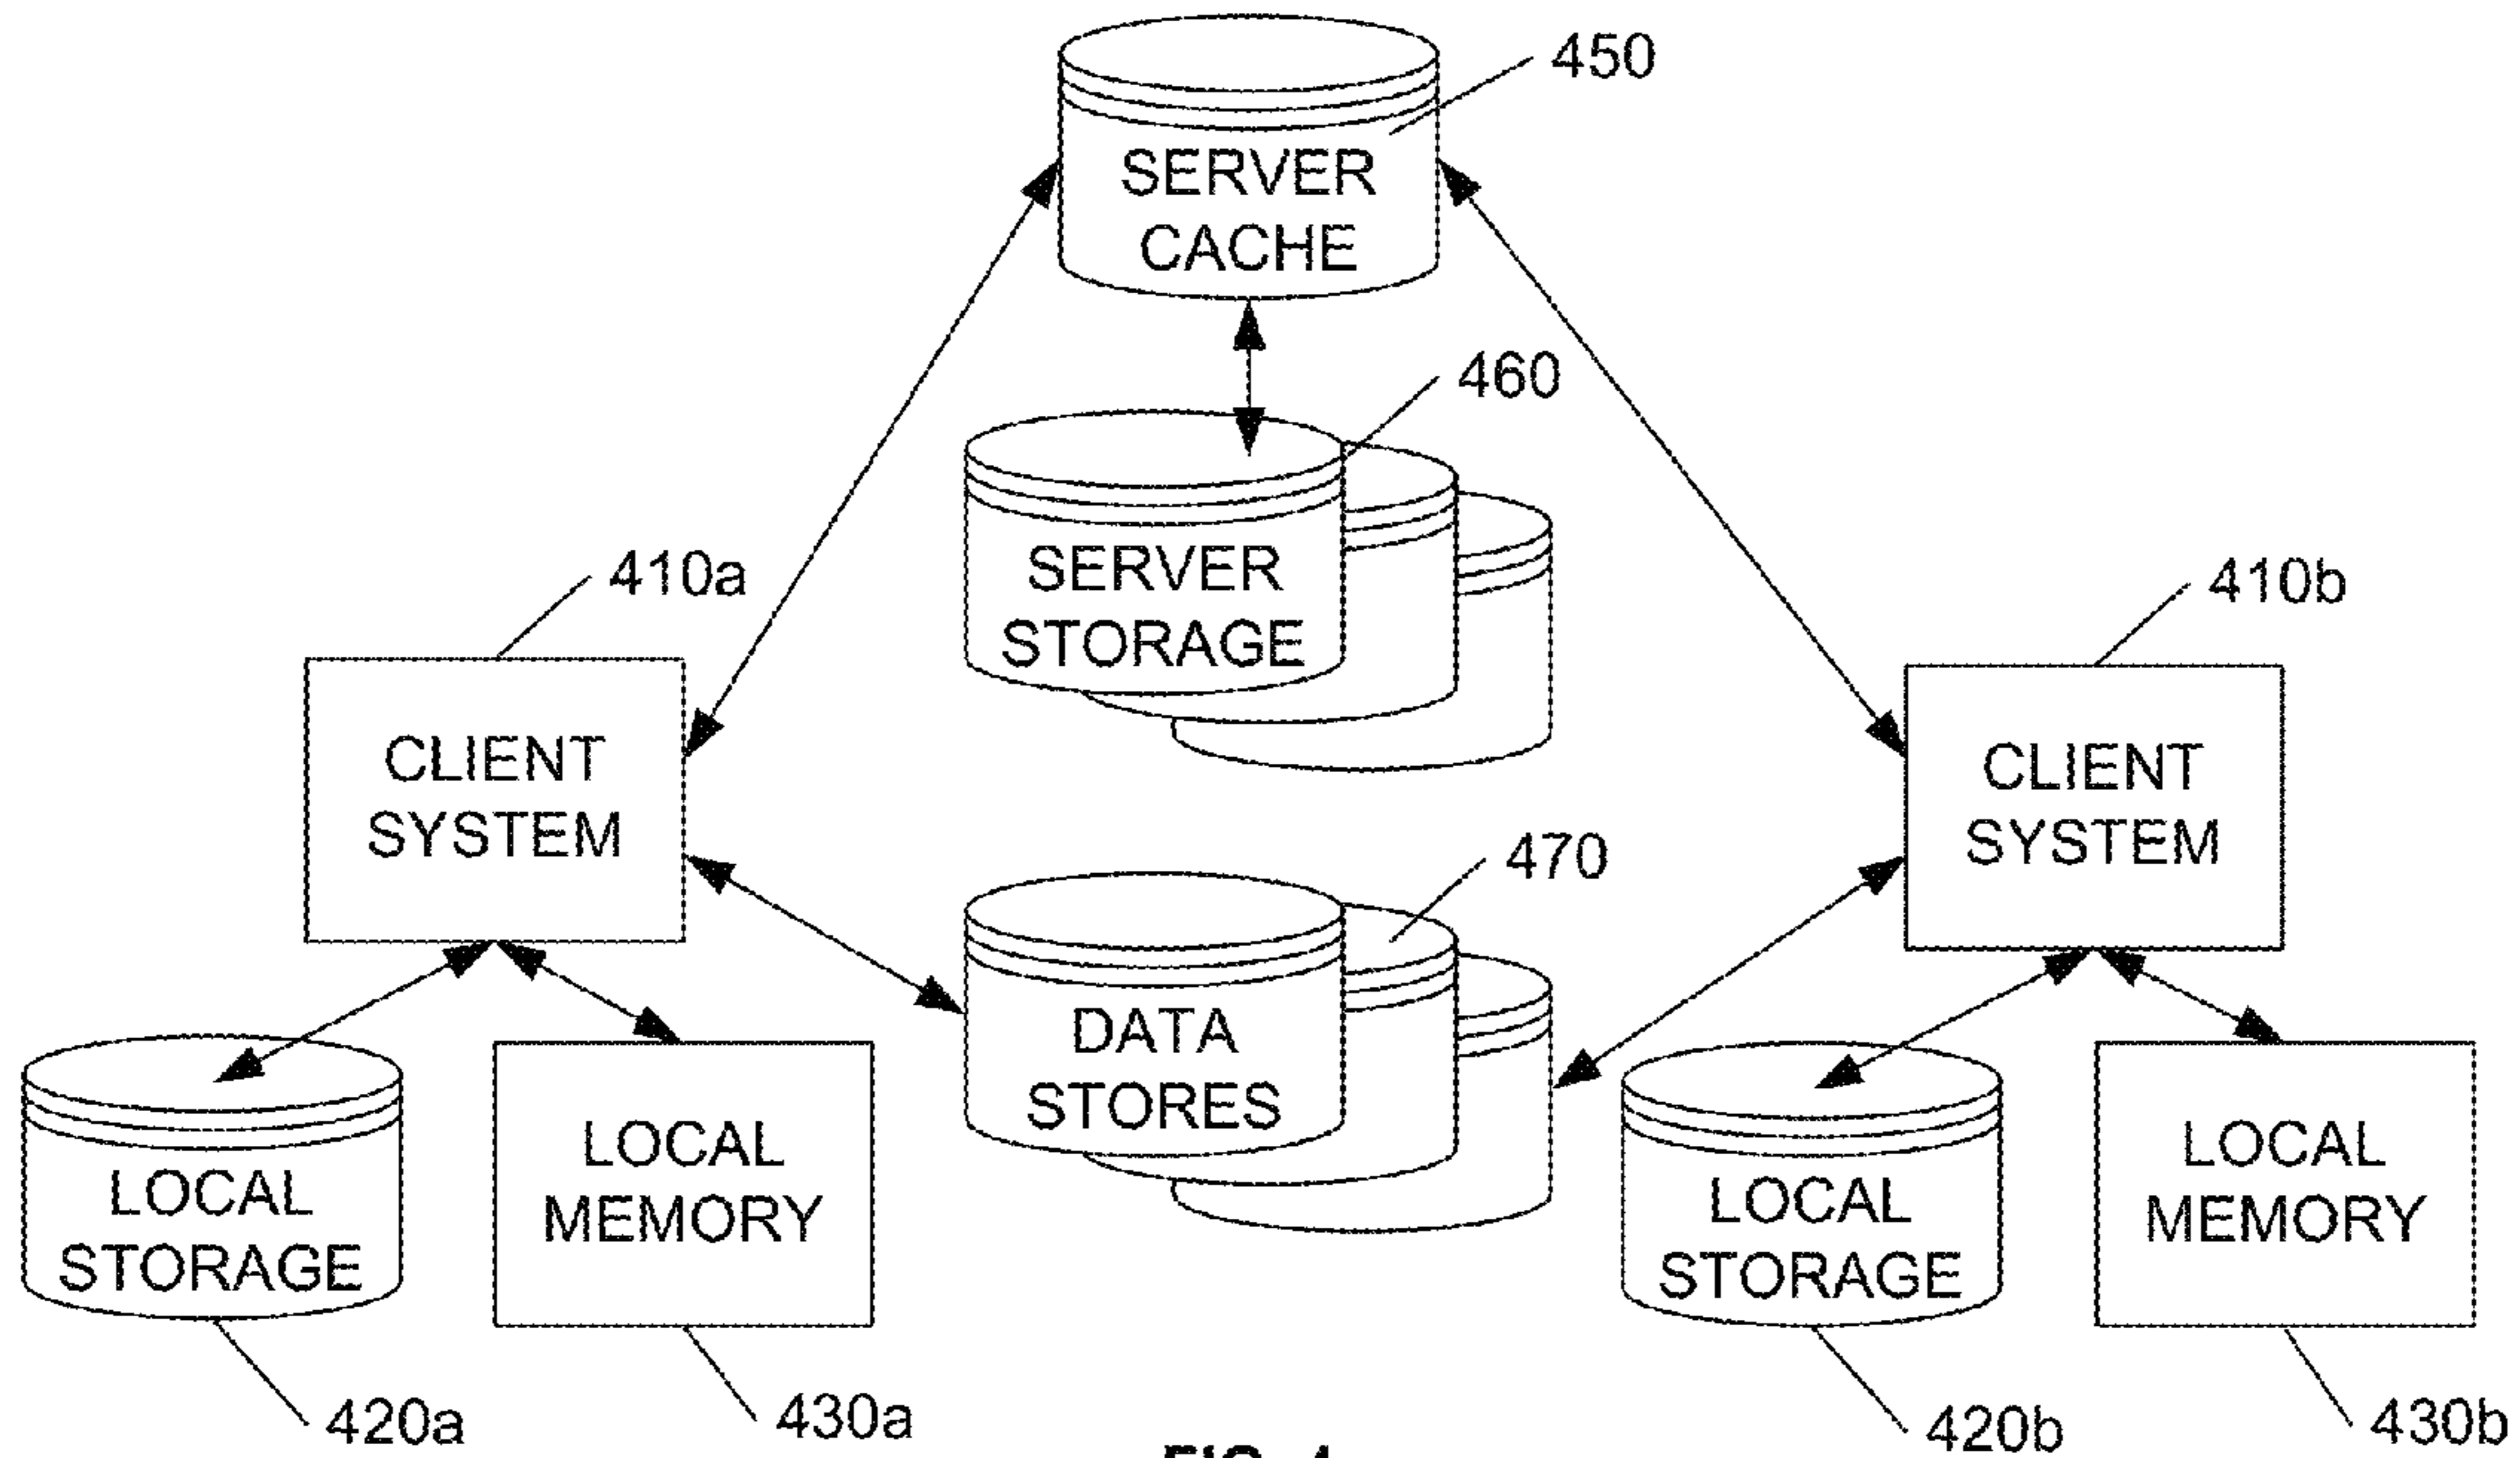 450
SERVER
CACHE
460
SERVER
STORAGE
410a
410b
CLIENT
SYSTEM
CLIENT
SYSTEM
470
DATA
STORES
LOCAL
STORAGE
LOCAL
MEMORY
LOCAL
STORAGE
LOCAL
MEMORY
420a
430a
420b
430b